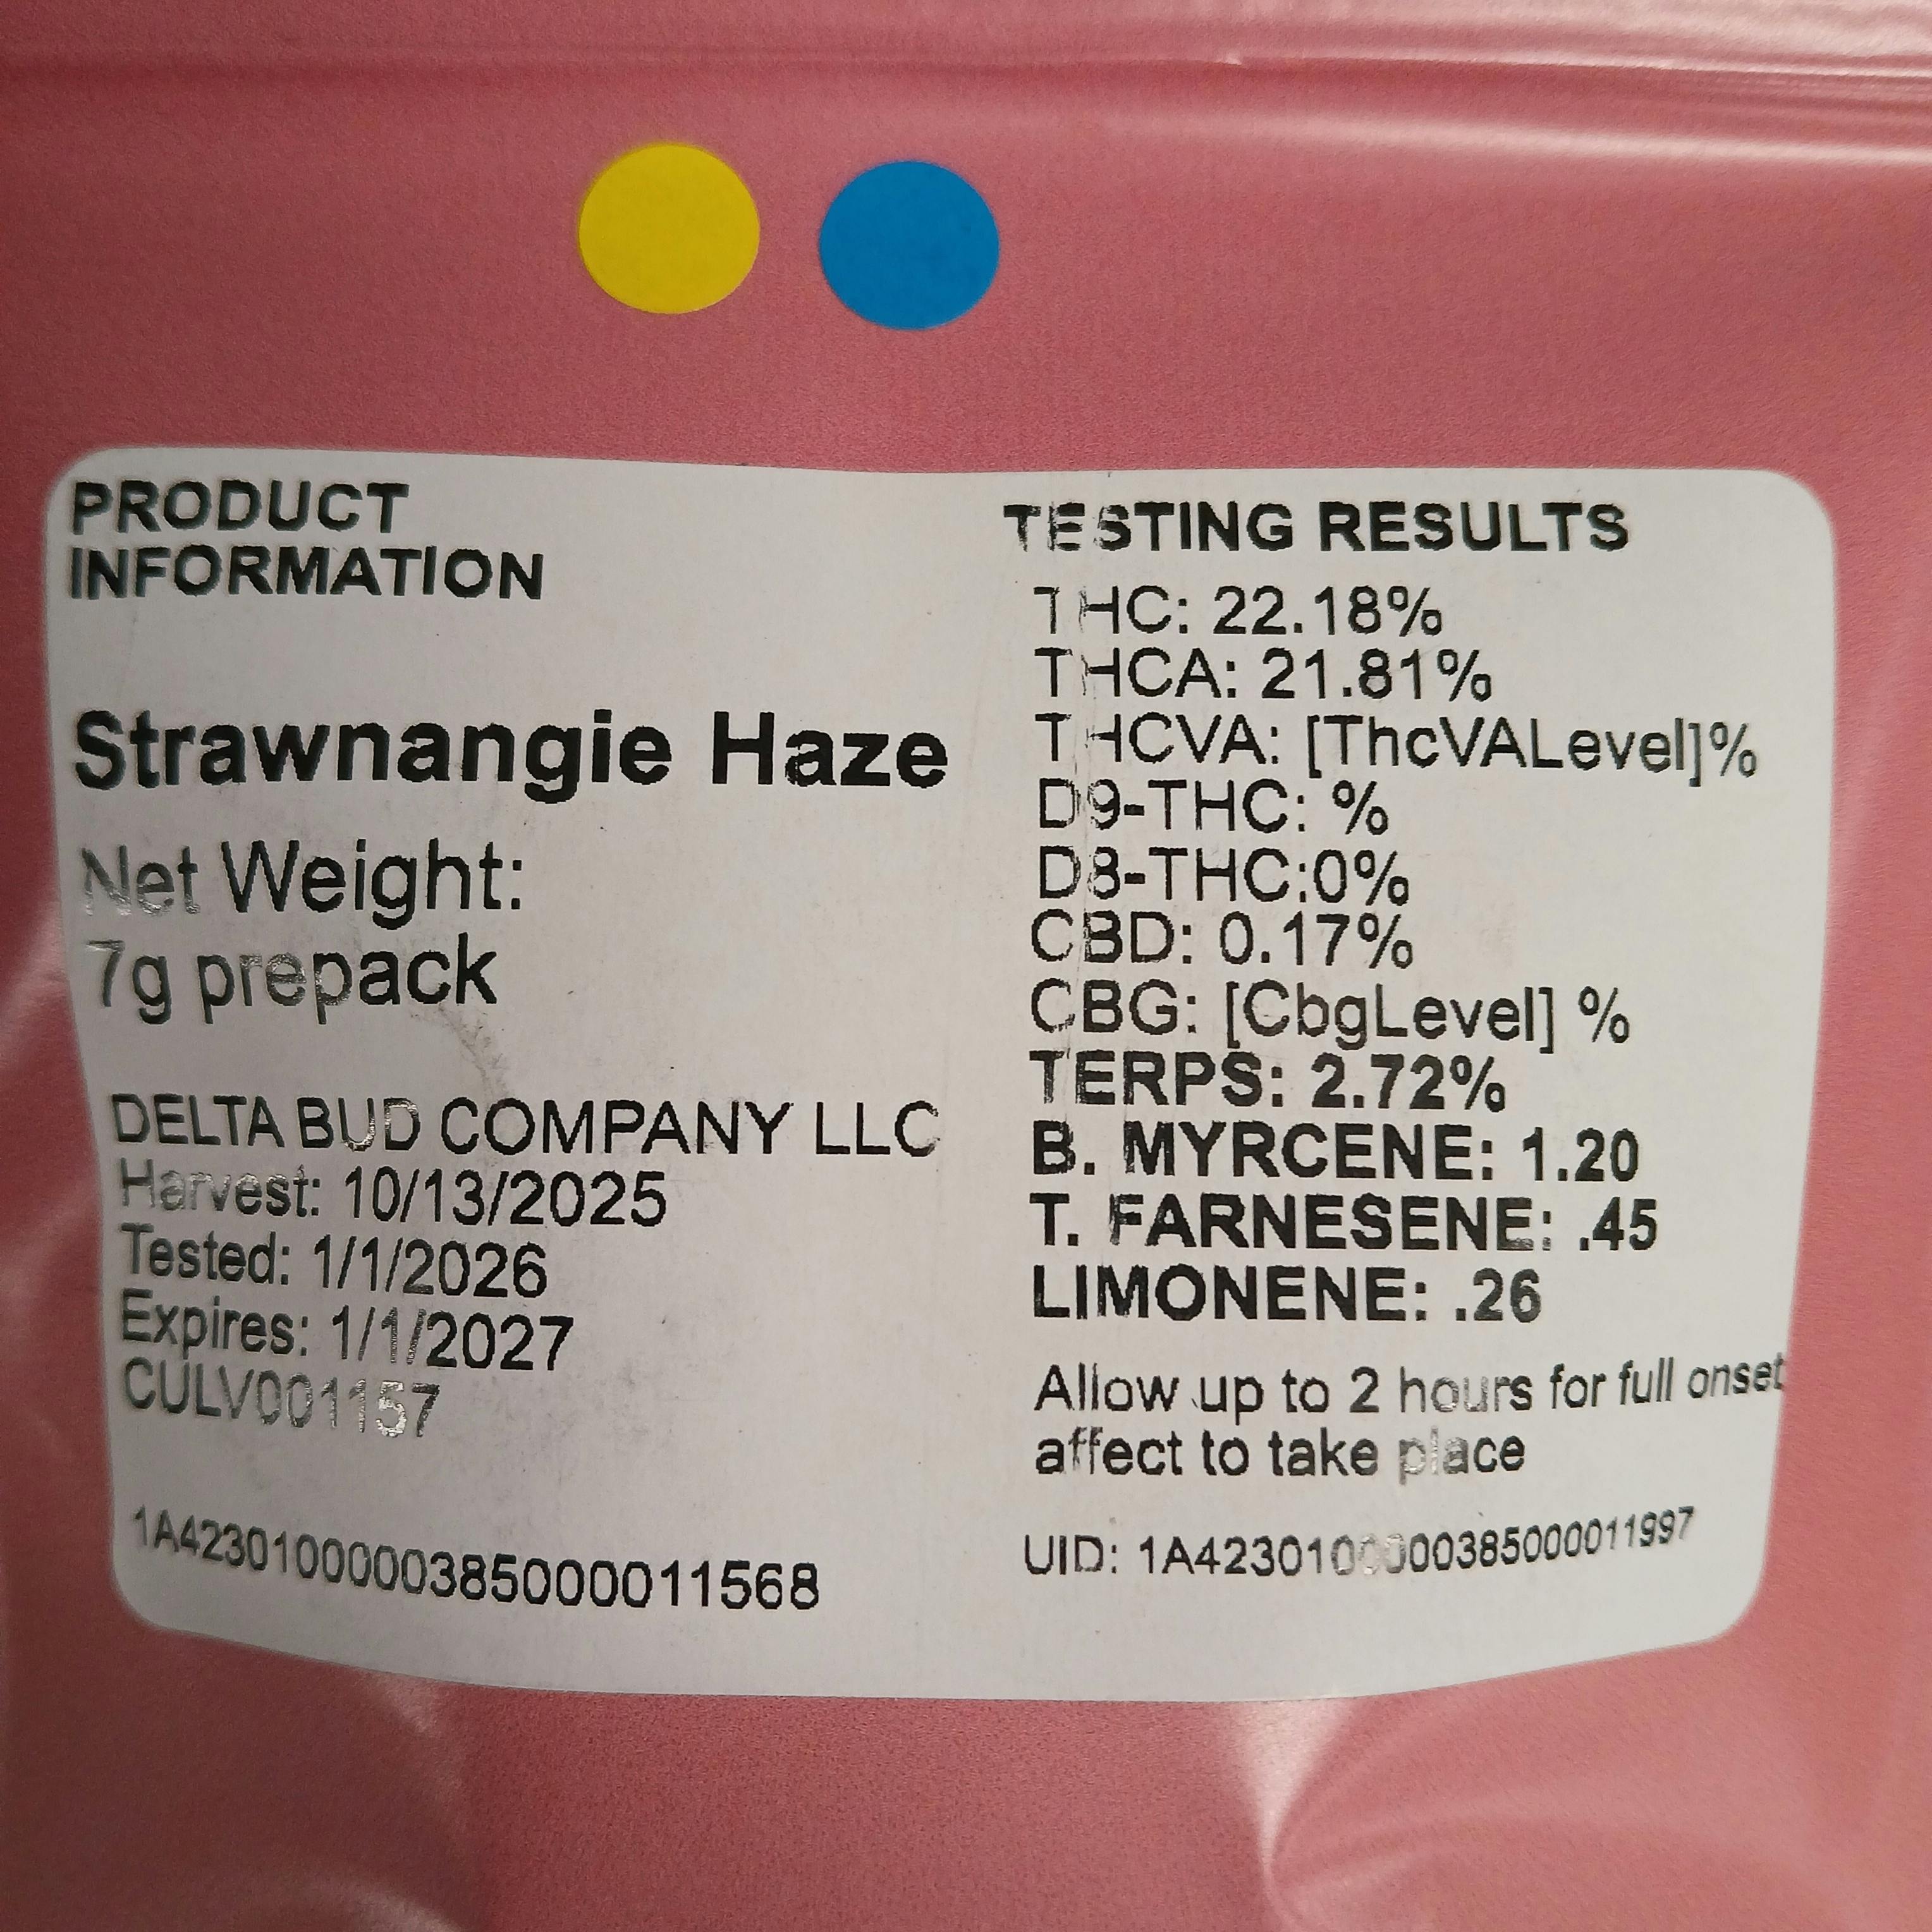 PRODUCT
INFORMATION
Strawnangie Haze
Net Weight:
7g prepack
DELTA BUD COMPANY LLC
Harvest: 10/13/2025
Tested: 1/1/2026
Expires: 1/1/2027
CULV001157
1A4230100000385000011568
TESTING RESULTS
THC: 22.18%
THCA: 21.81%
THCVA: [ThcVALevel]%
D9-THC: %
D8-THC:0%
CBD: 0.17%
CBG: [CbgLevel] %
TERPS: 2.72%
B. MYRCENE: 1.20
T. FARNESENE: .45
LIMONENE: .26
Allow up to 2 hours for full onset
affect to take place
UID: 1A4230100000385000011997